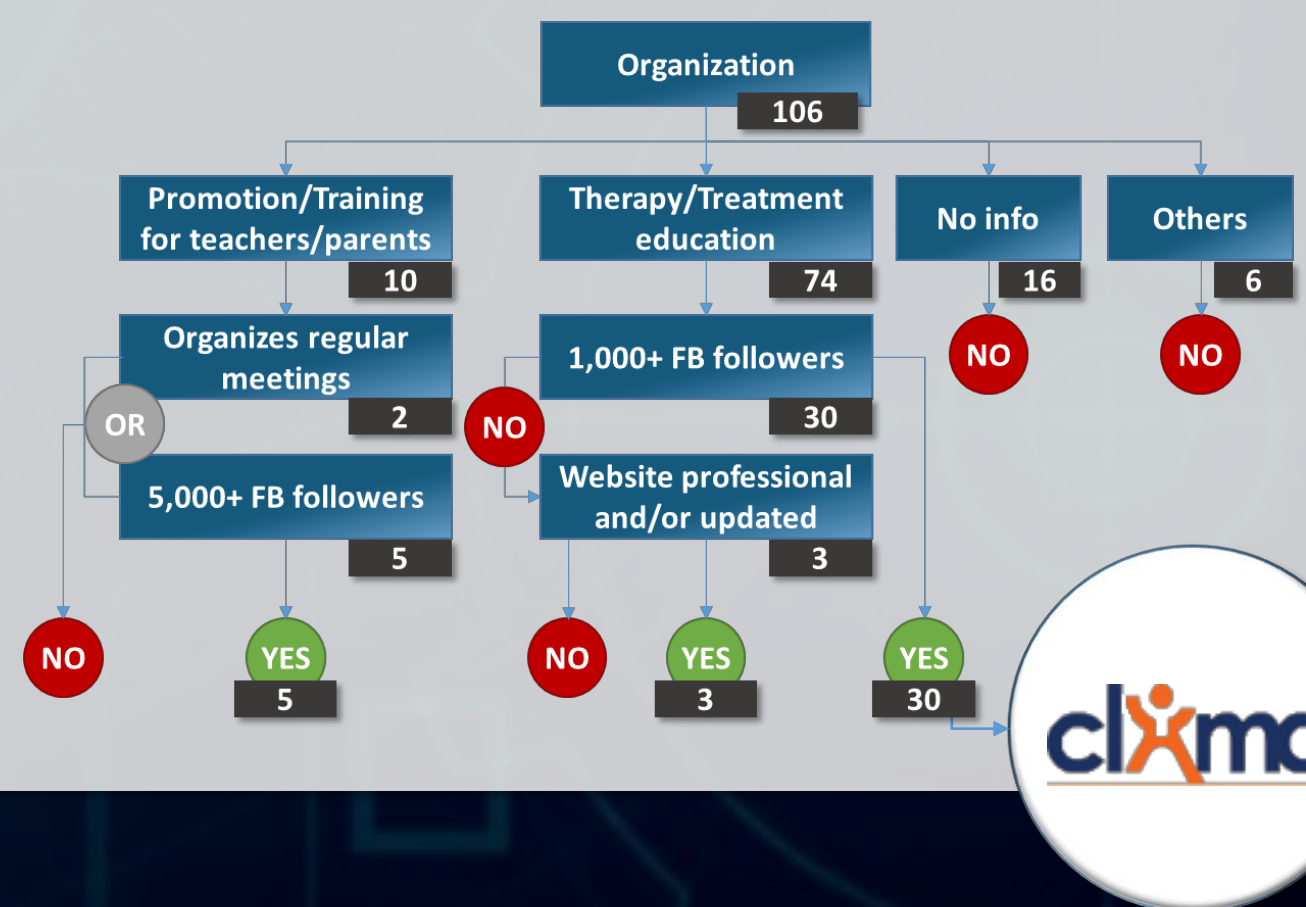 Organization
106
Promotion/Training
for teachers/parents
10
Therapy/Treatment
education
74
No info
16
Others
6
Organizes regular
meetings
2
1,000+ FB followers
30
NO
NO
OR
NO
5,000+ FB followers
5
Website professional
and/or updated
3
NO
YES
5
NO
YES
3
YES
30